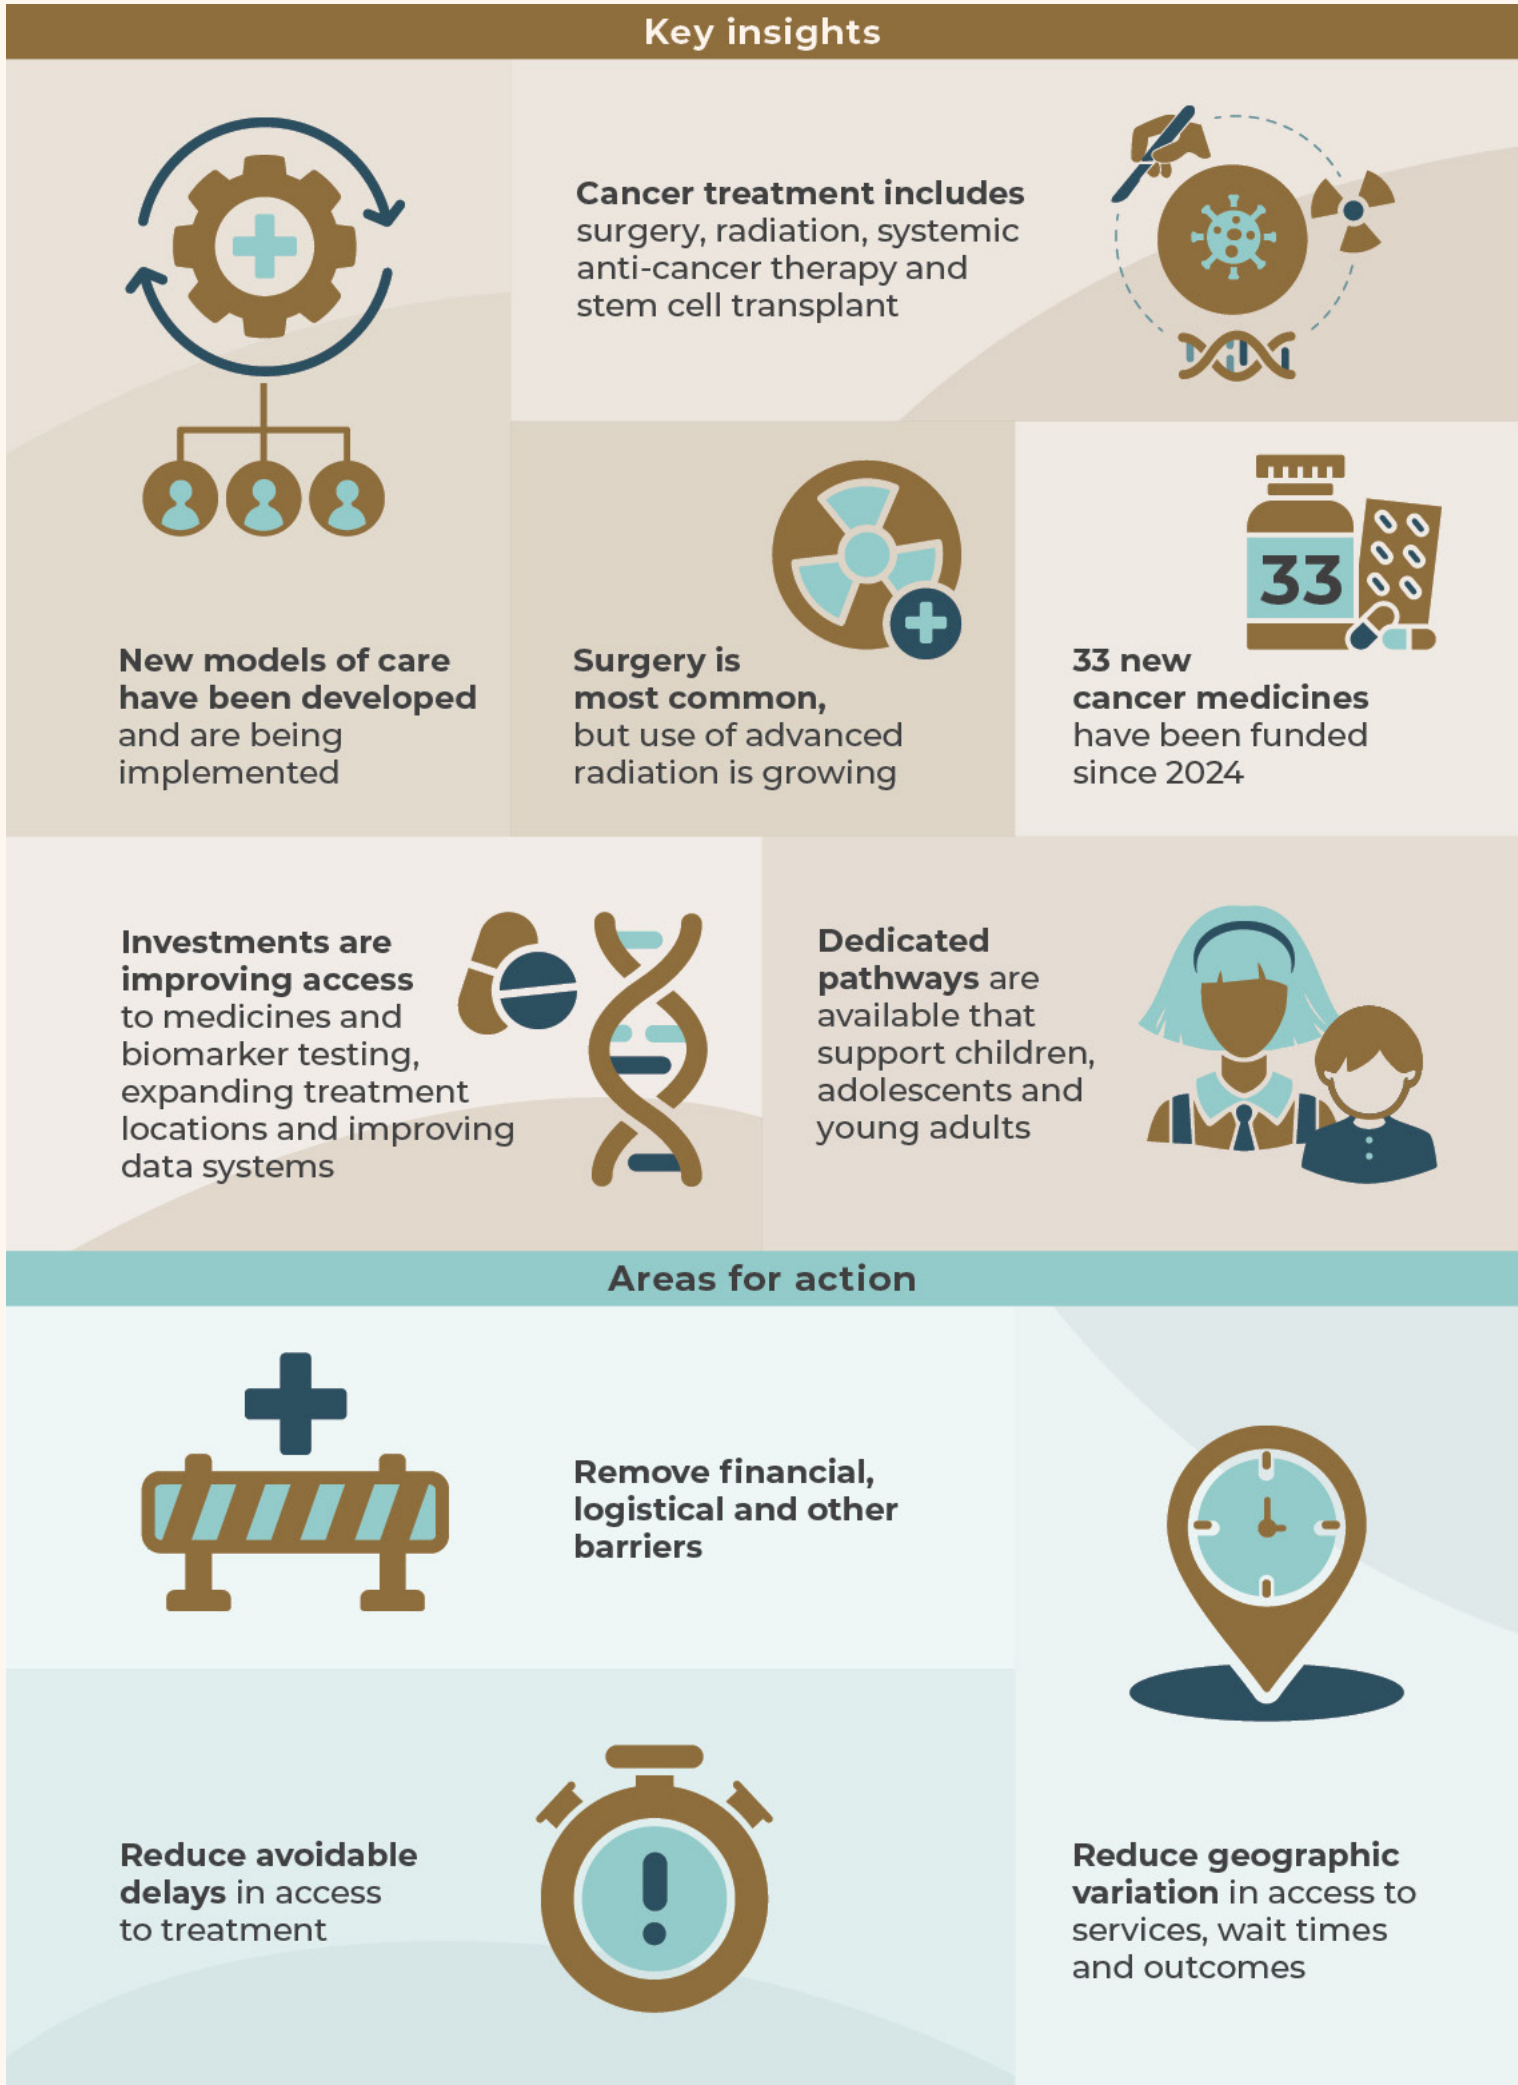 Key insights
Cancer treatment includes
surgery, radiation, systemic
anti-cancer therapy and
stem cell transplant
New models of care
have been developed
and are being
implemented
Surgery is
most common,
but use of advanced
radiation is growing
33
33 new
cancer medicines
have been funded
since 2024
Investments are
improving access
to medicines and
biomarker testing,
expanding treatment
locations and improving
data systems
Dedicated
pathways are
available that
support children,
adolescents and
young adults
Areas for action
Remove financial,
logistical and other
barriers
Reduce avoidable
delays in access
to treatment
Reduce geographic
variation in access to
services, wait times
and outcomes